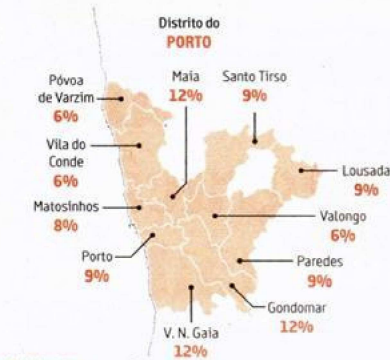 Distrito do
PORTO
Póvoa
de Varzim
6%
Maia
12%
Santo Tirso
9%
Vila do
Conde
6%
Lousada
9%
Matosinhos
8%
Valongo
6%
Porto
9%
Paredes
9%
Gondomar
12%
V. N. Gaia
12%